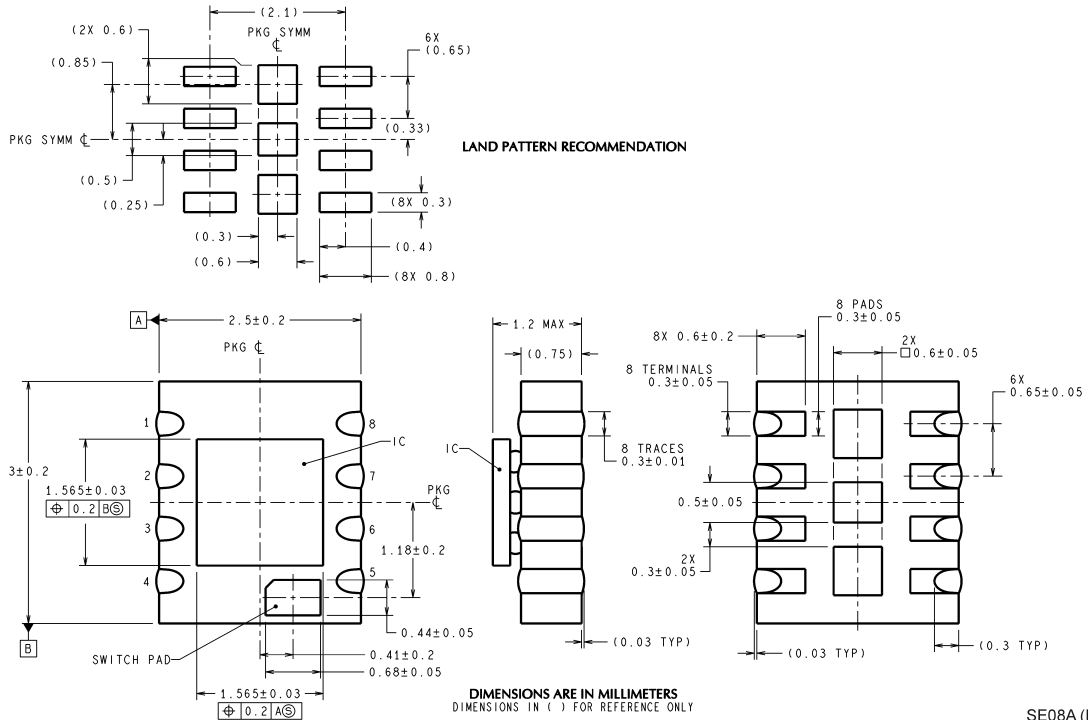 (2.1)
PKG SYMM
℄
(2X 0.6)
6X
(0.65)
(0.85)
(0.33)
PKG SYMM ℄
LAND PATTERN RECOMMENDATION
(0.5)
(0.25)
(8X 0.3)
(0.3)
(0.4)
(0.6)
(8X 0.8)
A
2.5±0.2
PKG ℄
1
2
3
4
8
7
6
5
IC
3±0.2
1.565±0.03
⌖ 0.2 BⓈ
PKG
℄
1.18±0.2
0.44±0.05
B
SWITCH PAD
0.41±0.2
0.68±0.05
1.565±0.03
⌖ 0.2 AⓈ
1.2 MAX
(0.75)
IC
8 TRACES
0.3±0.01
(0.03 TYP)
8X 0.6±0.2
8 PADS
0.3±0.05
2X
□0.6±0.05
8 TERMINALS
0.3±0.05
6X
0.65±0.05
0.5±0.05
2X
0.3±0.05
(0.03 TYP)
(0.3 TYP)
DIMENSIONS ARE IN MILLIMETERS
DIMENSIONS IN ( ) FOR REFERENCE ONLY
SE08A (